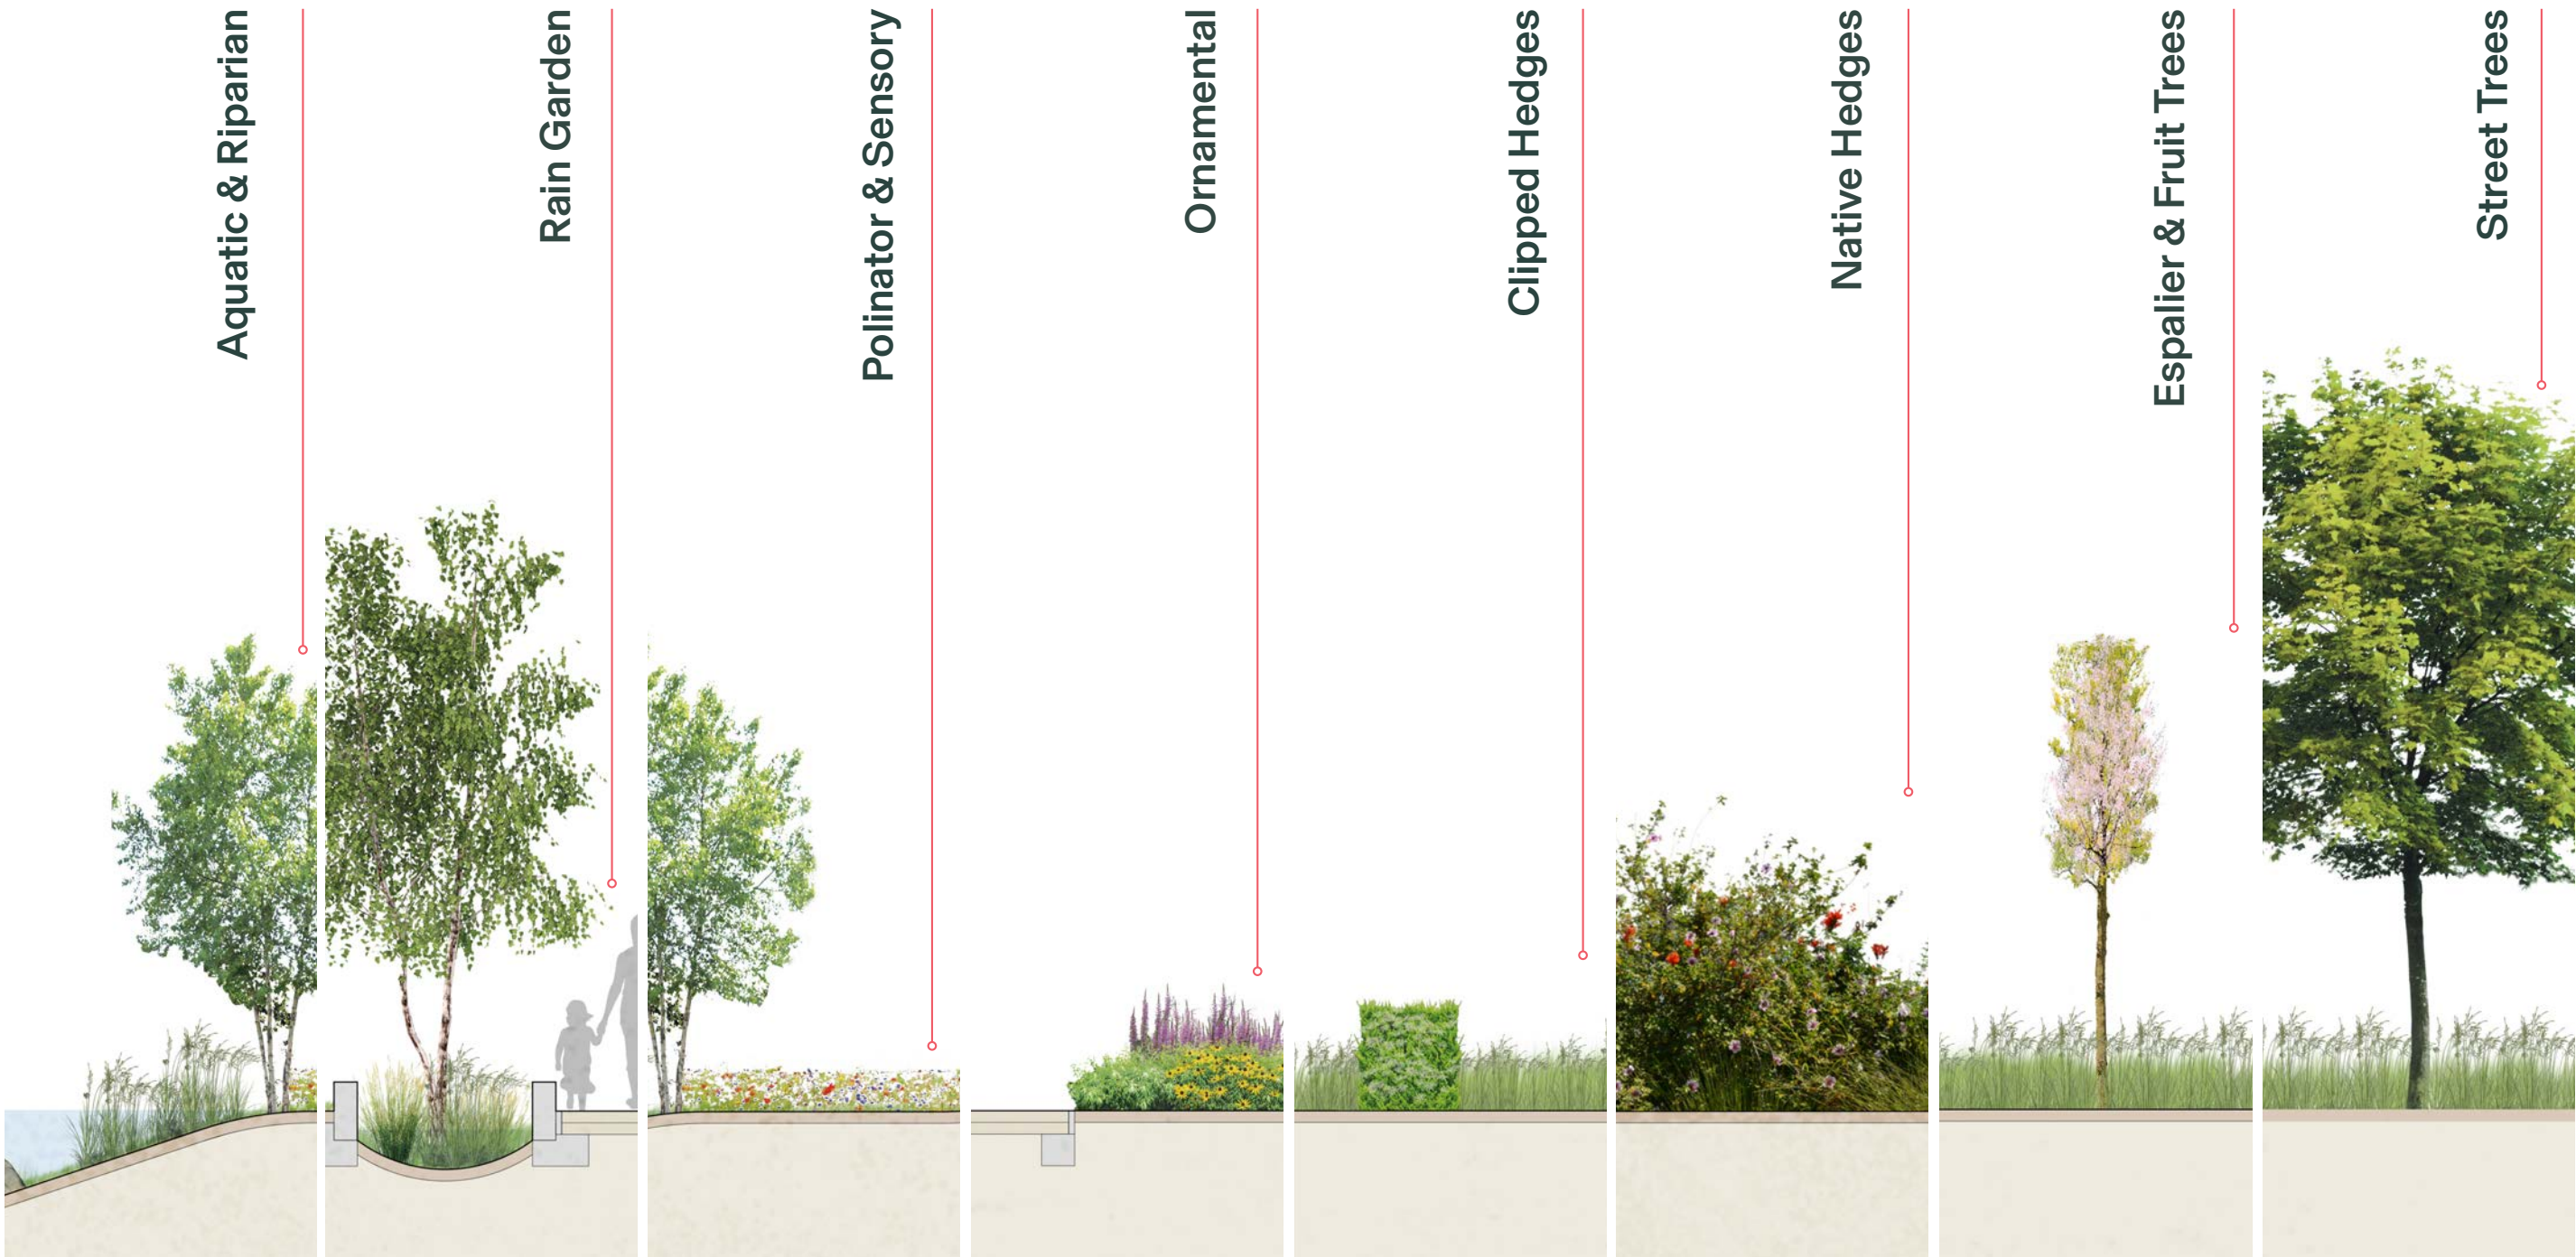 Aquatic & Riparian
Rain Garden
Polinator & Sensory
Ornamental
Clipped Hedges
Native Hedges
Espalier & Fruit Trees
Street Trees